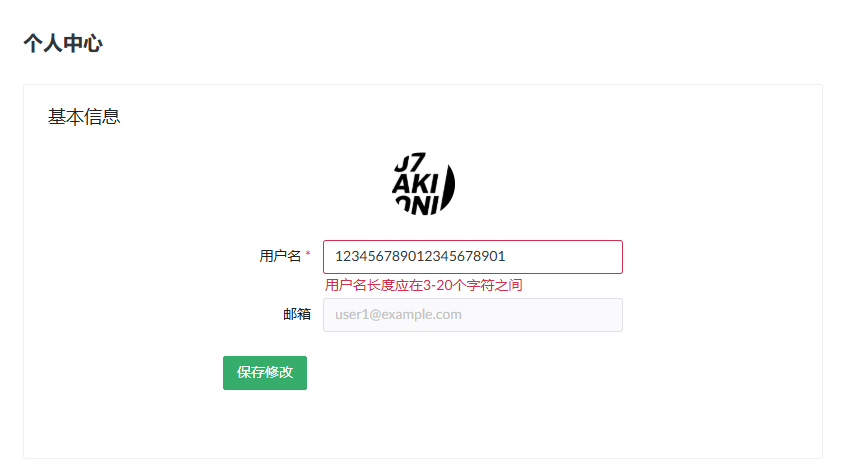 个人中心
基本信息
J7
AKI
ONI
用户名 *
123456789012345678901
用户名长度应在3-20个字符之间
邮箱
user1@example.com
保存修改